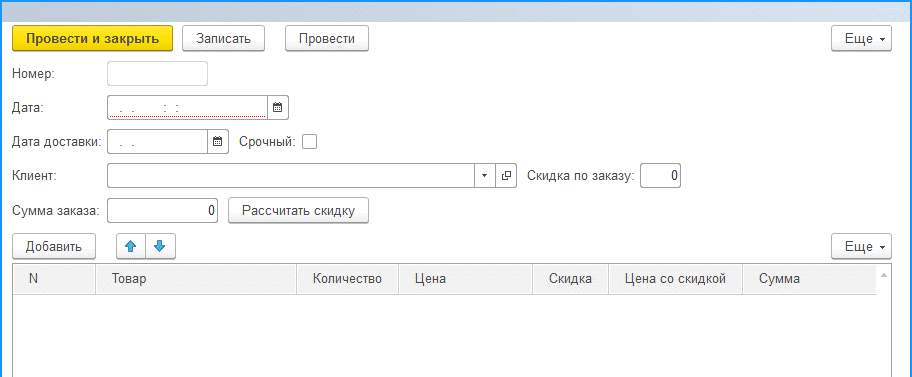 Провести и закрыть Записать Провести Еще
Номер:
Дата: . . : :
Дата доставки: . . Срочный:
Клиент: Скидка по заказу: 0
Сумма заказа: 0 Рассчитать скидку
Добавить Еще
N Товар Количество Цена Скидка Цена со скидкой Сумма